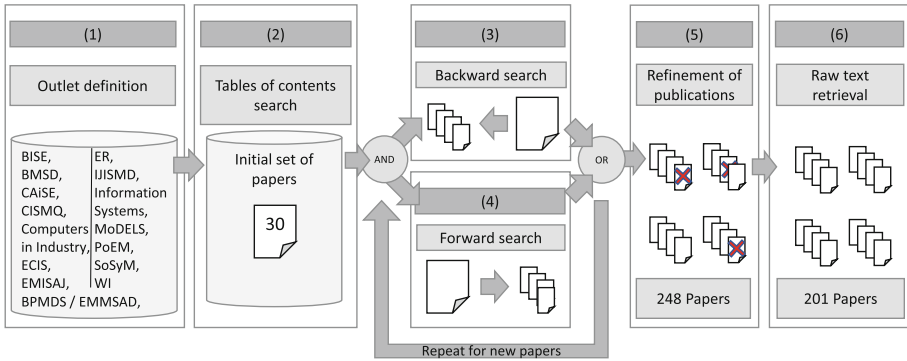 (1)
Outlet definition
BISE,
BMSD,
CAiSE,
CISMQ,
Computers
in Industry,
ECIS,
EMISAJ,
BPMDS / EMMSAD,
ER,
IJISMD,
Information
Systems,
MoDELS,
PoEM,
SoSyM,
WI
(2)
Tables of contents
search
Initial set of
papers
30
AND
(3)
Backward search
(4)
Forward search
OR
Repeat for new papers
(5)
Refinement of
publications
248 Papers
(6)
Raw text
retrieval
201 Papers